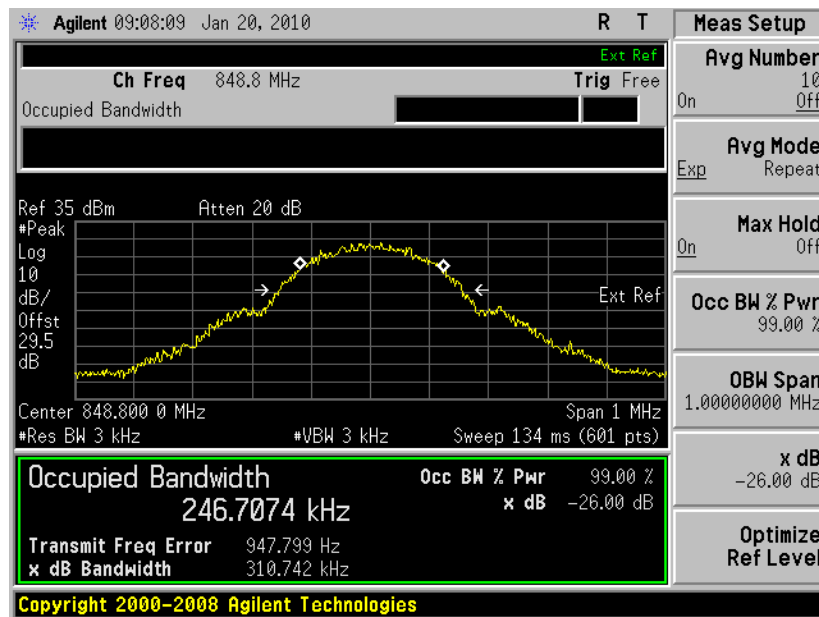 Agilent 09:08:09 Jan 20, 2010 R T
Ext Ref
Ch Freq 848.8 MHz Trig Free
Occupied Bandwidth
Ref 35 dBm Atten 20 dB
#Peak
Log
10
dB/
Offst
29.5
dB
Ext Ref
Center 848.800 0 MHz Span 1 MHz
#Res BW 3 kHz #VBW 3 kHz Sweep 134 ms (601 pts)
Occupied Bandwidth
246.7074 kHz
Occ BW % Pwr 99.00 %
x dB -26.00 dB
Transmit Freq Error 947.799 Hz
x dB Bandwidth 310.742 kHz
Copyright 2000-2008 Agilent Technologies
Meas Setup
Avg Number
10
On Off
Avg Mode
Exp Repeat
Max Hold
On Off
Occ BW % Pwr
99.00 %
OBW Span
1.00000000 MHz
x dB
-26.00 dB
Optimize
Ref Level